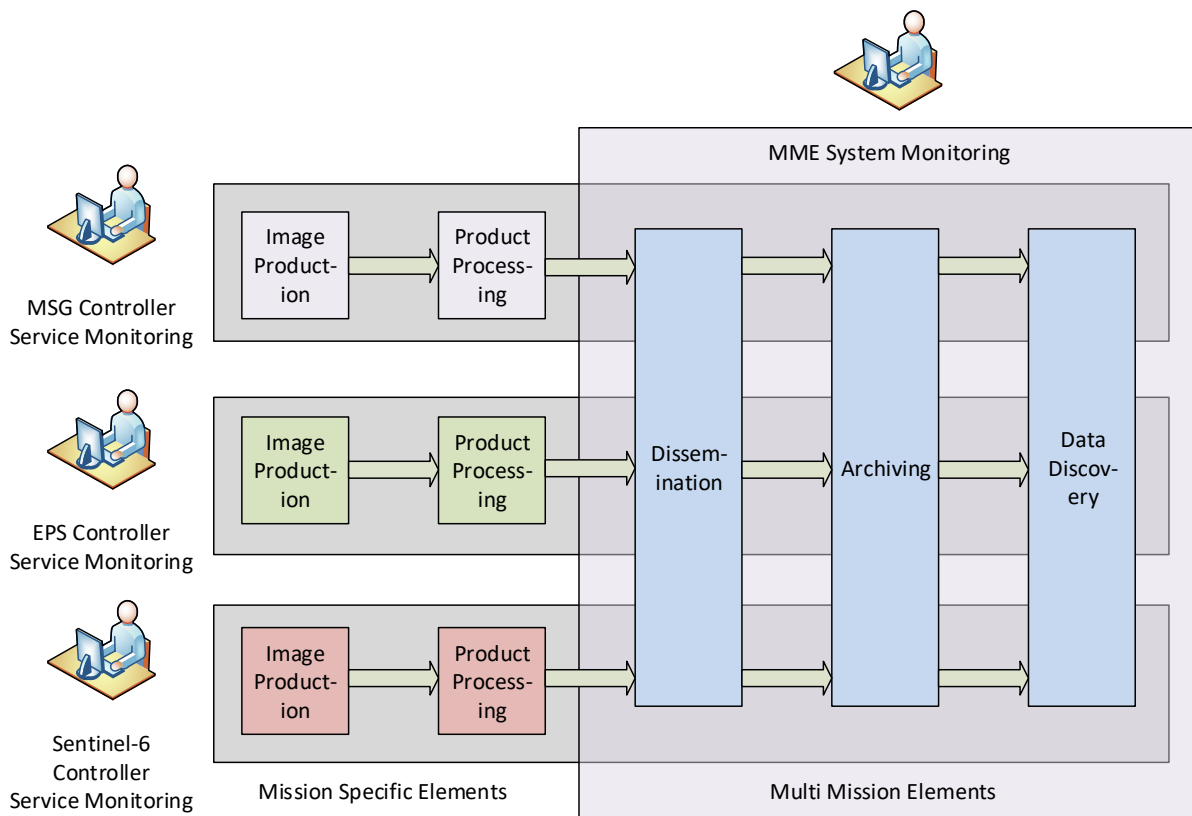 MME System Monitoring
MSG Controller
Service Monitoring
Image
Product-
ion
Product
Process-
ing
EPS Controller
Service Monitoring
Image
Product-
ion
Product
Process-
ing
Dissem-
ination
Archiving
Data
Discov-
ery
Sentinel-6
Controller
Service Monitoring
Image
Product-
ion
Product
Process-
ing
Mission Specific Elements
Multi Mission Elements